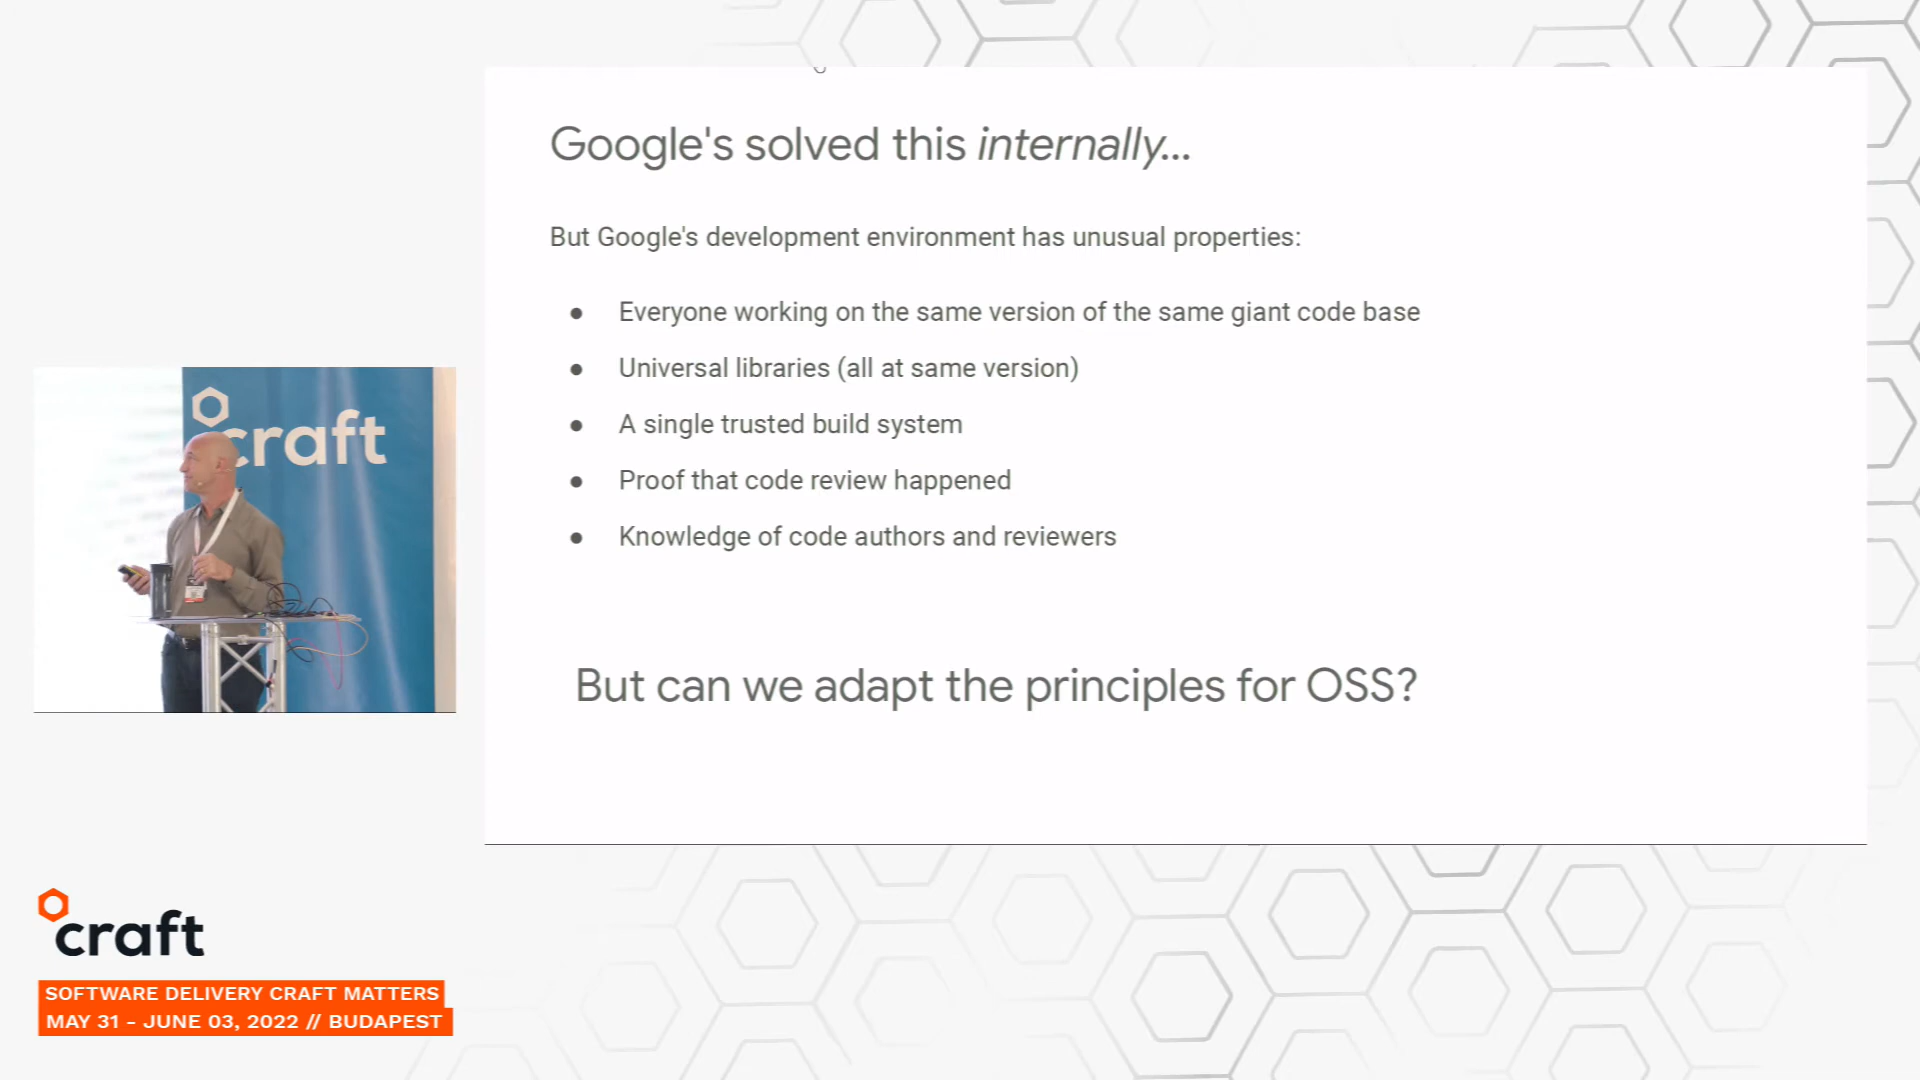 Google's solved this internally...
But Google's development environment has unusual properties:
● Everyone working on the same version of the same giant code base
● Universal libraries (all at same version)
● A single trusted build system
● Proof that code review happened
● Knowledge of code authors and reviewers
But can we adapt the principles for OSS?
craft
craft
SOFTWARE DELIVERY CRAFT MATTERS
MAY 31 - JUNE 03, 2022 // BUDAPEST